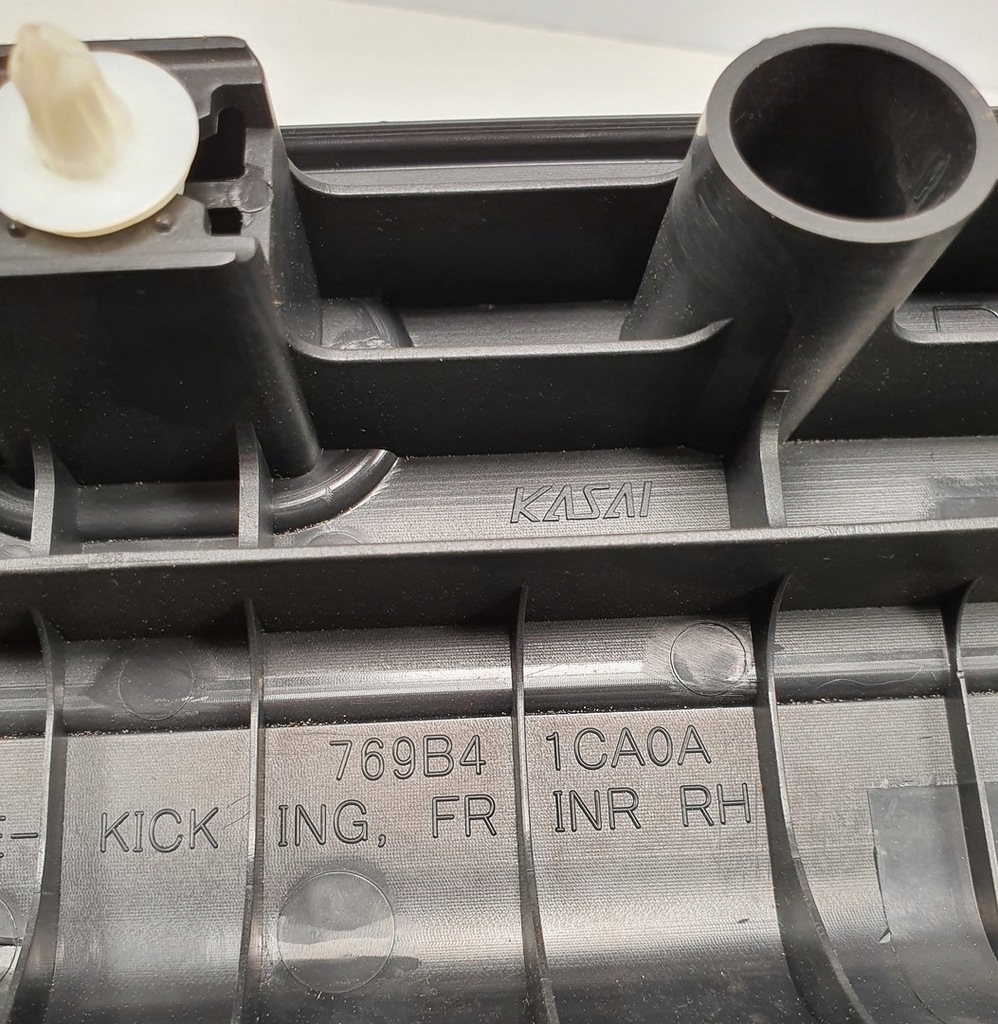 KASAI
769B4 1CA0A
KICK ING, FR INR RH